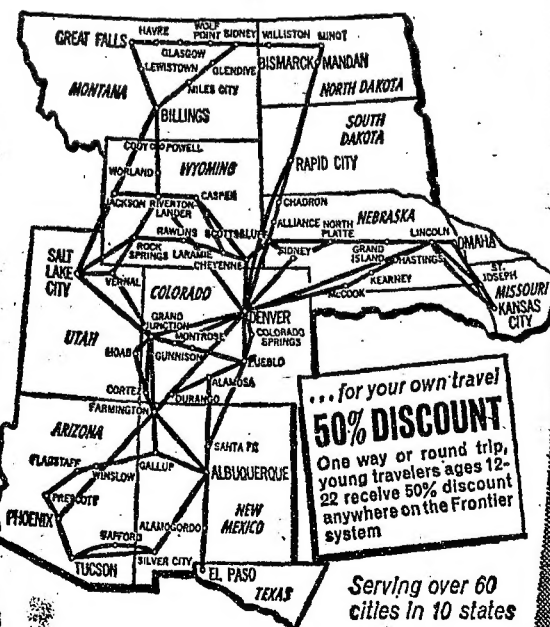 HAVRE
WOLF POINT
SIDNEY
WILLISTON
MINOT
GREAT FALLS
GLASGOW
BISMARCK
MANDAN
LEWISTOWN
GLENDIVE
MILES CITY
NORTH DAKOTA
MONTANA
BILLINGS
SOUTH DAKOTA
CODY
POWELL
WYOMING
RAPID CITY
WORLAND
CASPER
CHADRON
JACKSON
RIVERTON-LANDER
ALLIANCE
NORTH PLATTE
NEBRASKA
SCOTTSBLUFF
LINCOLN
OMAHA
RAWLINS
ROCK SPRINGS
LARAMIE
SIDNEY
GRAND ISLAND
HASTINGS
CHEYENNE
ST. JOSEPH
SALT LAKE CITY
KEARNEY
MISSOURI
VERNAL
COLORADO
McCOOK
KANSAS CITY
GRAND JUNCTION
DENVER
UTAH
MONTROSE
COLORADO SPRINGS
MOAB
GUNNISON
PUEBLO
ALAMOSA
CORTEZ
DURANGO
FARMINGTON
ARIZONA
SANTA FE
FLAGSTAFF
GALLUP
WINSLOW
ALBUQUERQUE
PRESCOTT
NEW MEXICO
PHOENIX
ALAMOGORDO
SAFFORD
SILVER CITY
TUCSON
EL PASO
TEXAS
...for your own travel
50% DISCOUNT
One way or round trip,
young travelers ages 12-
22 receive 50% discount
anywhere on the Frontier
system
Serving over 60
cities in 10 states